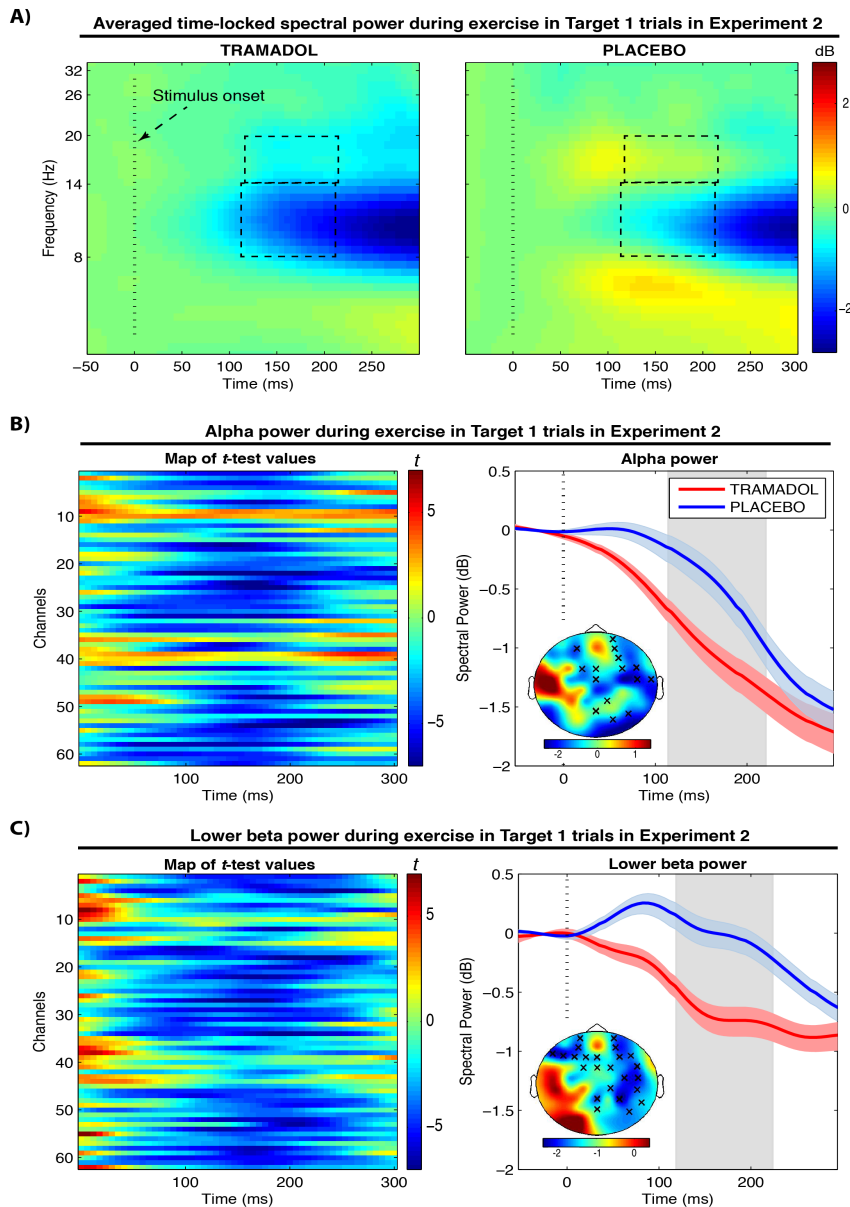 A)
Averaged time-locked spectral power during exercise in Target 1 trials in Experiment 2
TRAMADOL
PLACEBO
dB
Stimulus onset
Frequency (Hz)
32
26
20
14
8
−50 0 50 100 150 200 250
Time (ms)
0 50 100 150 200 250 300
Time (ms)
2
0
−2
B)
Alpha power during exercise in Target 1 trials in Experiment 2
Map of t-test values
t
Channels
10
20
30
40
50
60
100 200 300
Time (ms)
5
0
−5
Alpha power
TRAMADOL
PLACEBO
Spectral Power (dB)
0.5
0
−0.5
−1
−1.5
−2
-2 0 1
0 100 200
Time (ms)
C)
Lower beta power during exercise in Target 1 trials in Experiment 2
Map of t-test values
t
Channels
10
20
30
40
50
60
100 200 300
Time (ms)
5
0
−5
Lower beta power
Spectral Power (dB)
0.5
0
−0.5
−1
−1.5
−2
-2 -1 0
0 100 200
Time (ms)